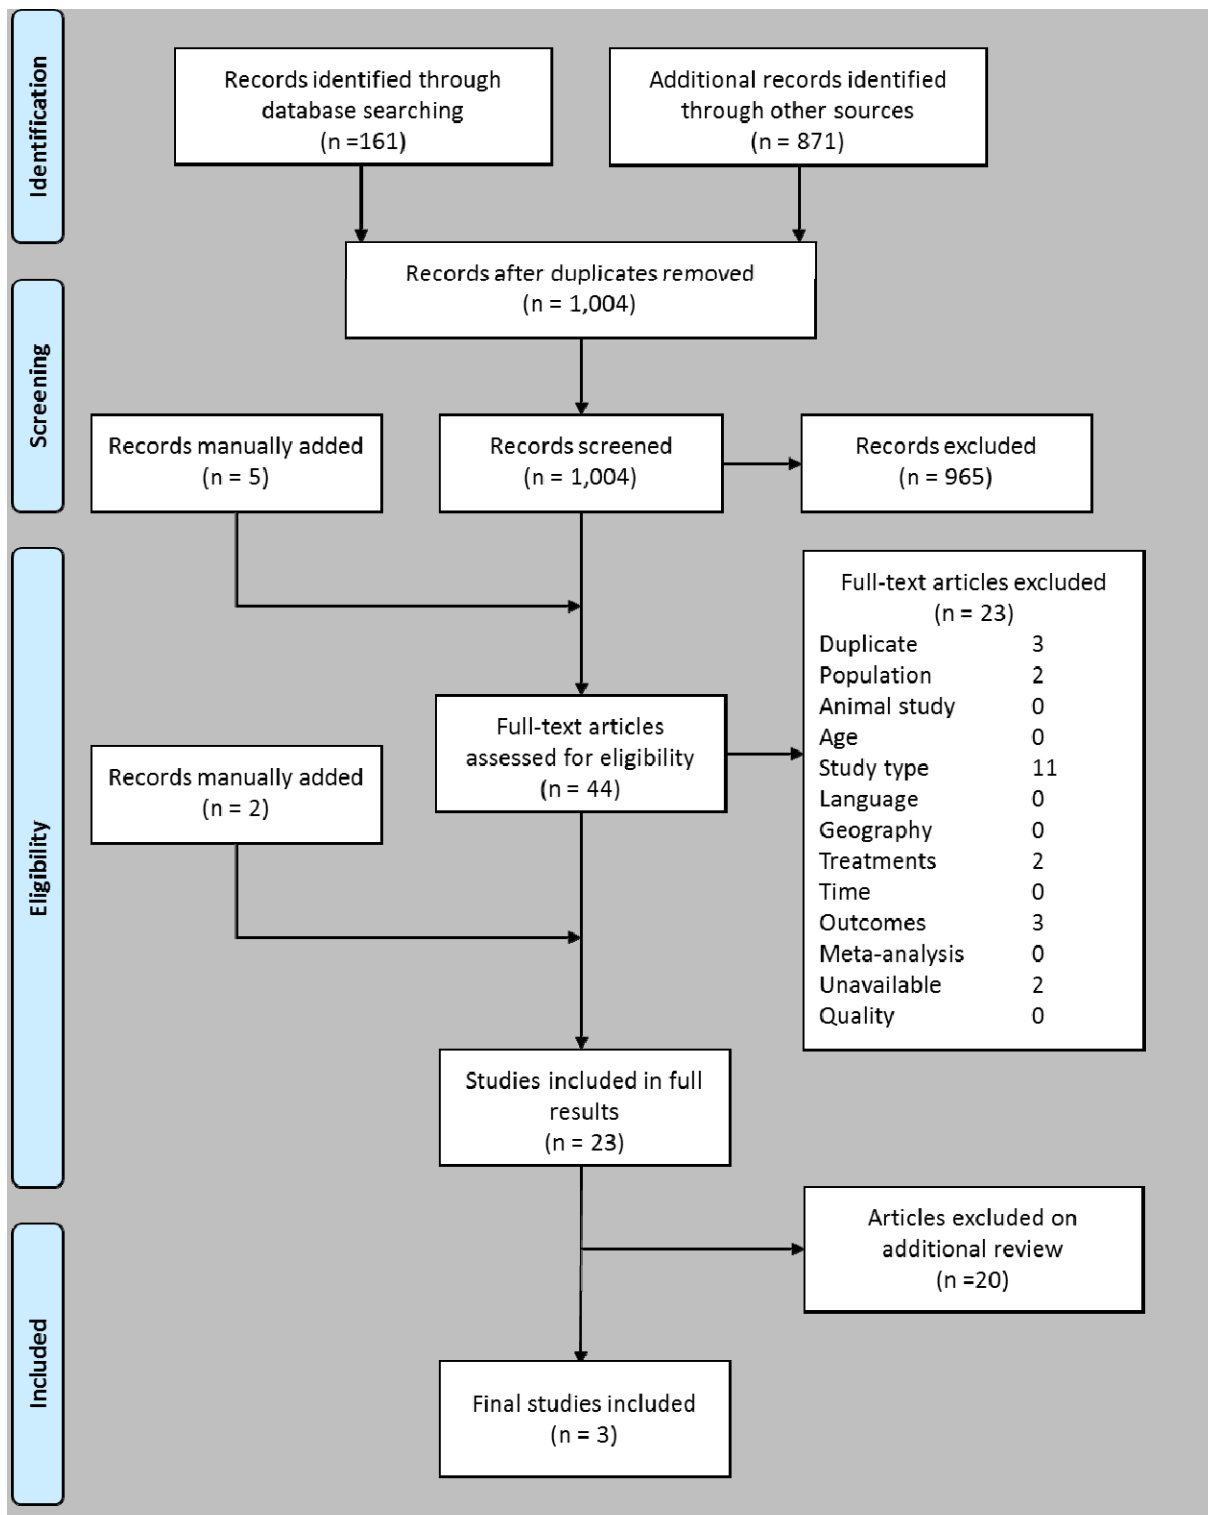 Identification
Records identified through
database searching
(n =161)
Additional records identified
through other sources
(n = 871)
Records after duplicates removed
(n = 1,004)
Screening
Records manually added
(n = 5)
Records screened
(n = 1,004)
Records excluded
(n = 965)
Eligibility
Full-text articles excluded
(n = 23)
Duplicate 3
Population 2
Animal study 0
Age 0
Study type 11
Language 0
Geography 0
Treatments 2
Time 0
Outcomes 3
Meta-analysis 0
Unavailable 2
Quality 0
Full-text articles
assessed for eligibility
(n = 44)
Records manually added
(n = 2)
Studies included in full
results
(n = 23)
Included
Articles excluded on
additional review
(n =20)
Final studies included
(n = 3)